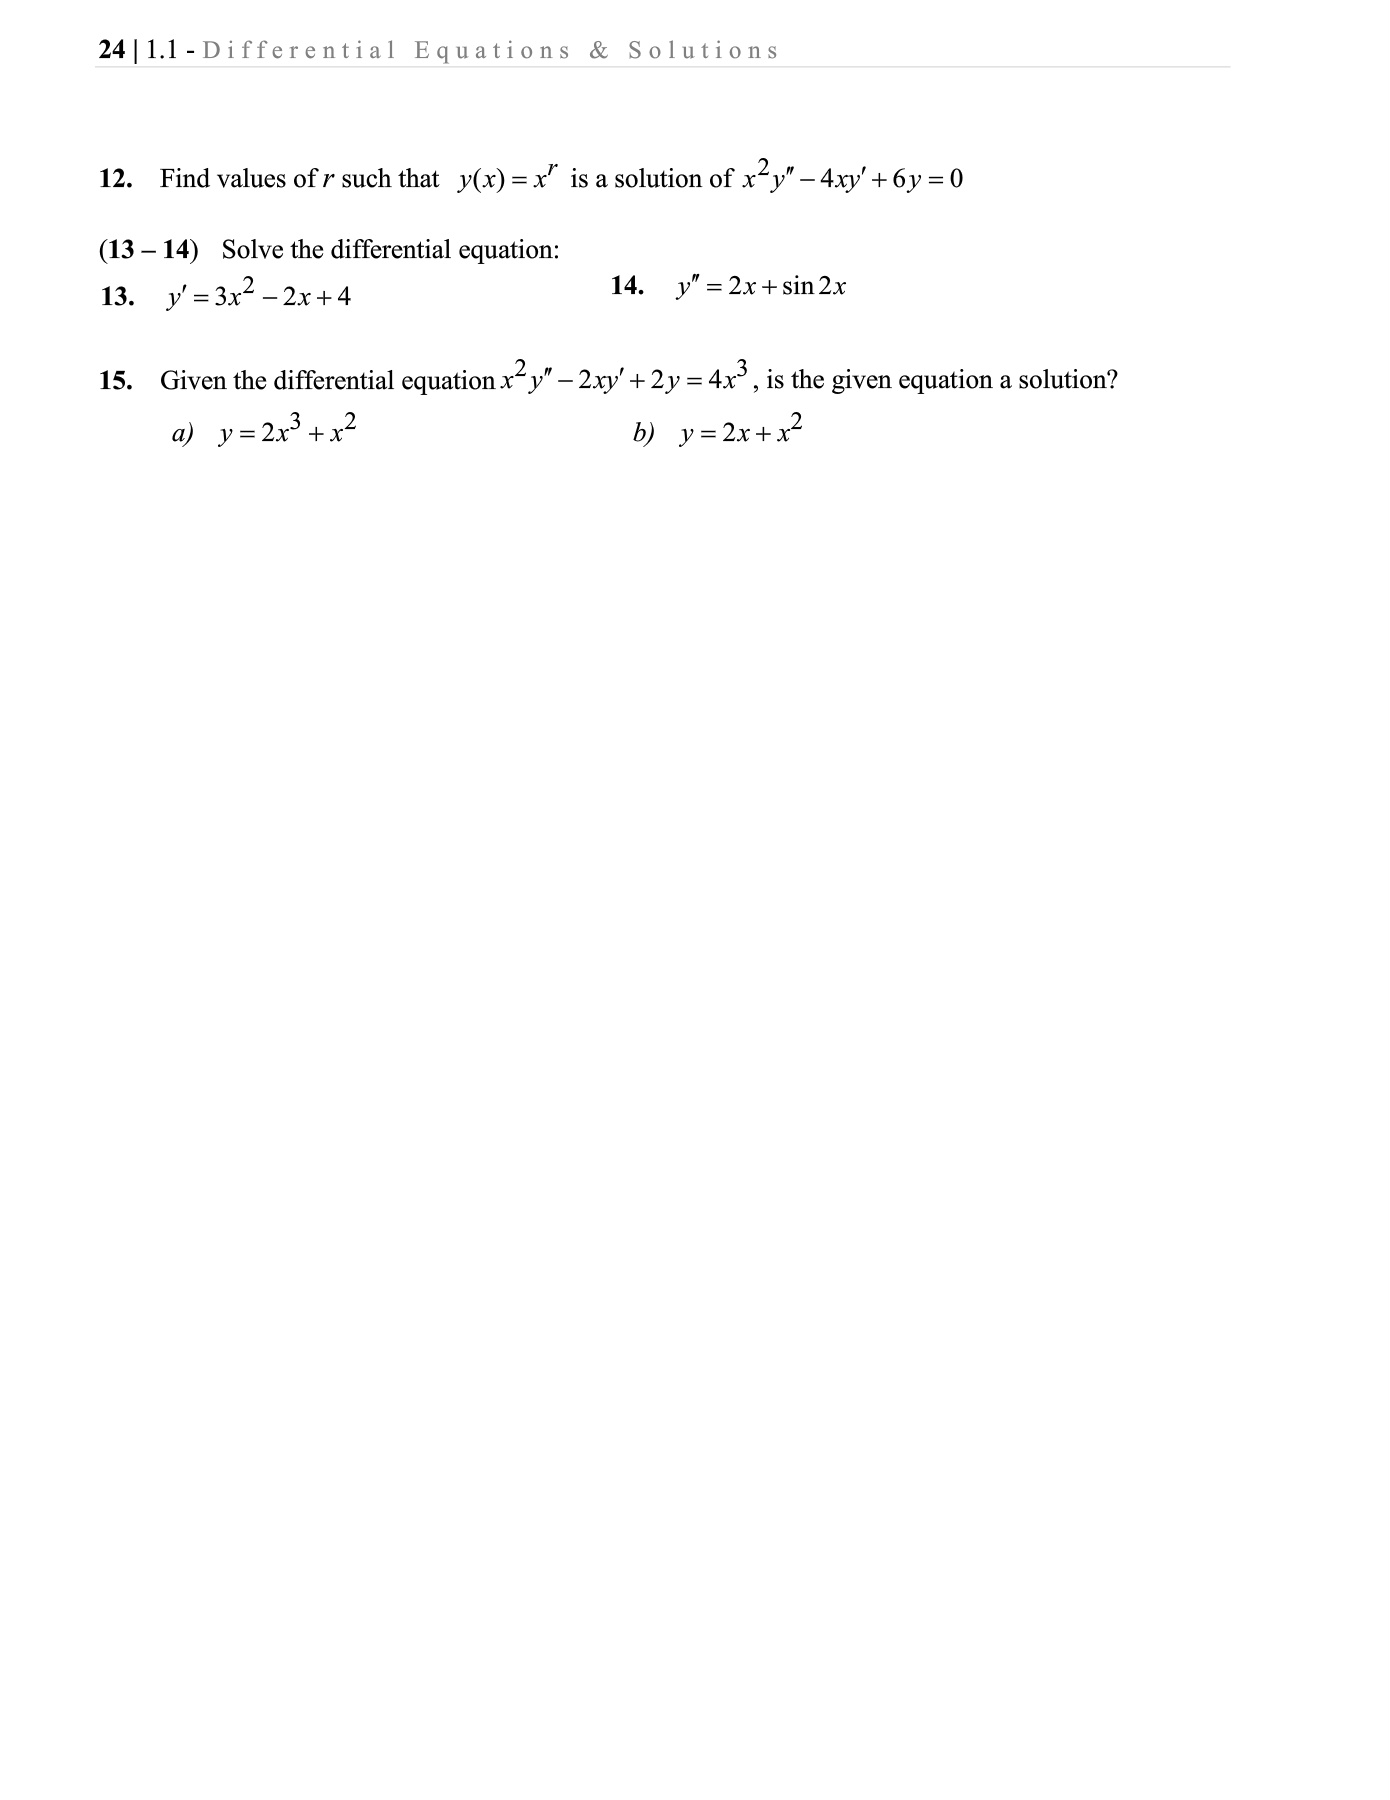 24 | 1.1 - Differential Equations & Solutions
12. Find values of r such that y(x) = x^r is a solution of x^2 y″ – 4xy′ + 6y = 0
(13 – 14) Solve the differential equation:
13. y′ = 3x^2 – 2x + 4 14. y″ = 2x + sin 2x
15. Given the differential equation x^2 y″ – 2xy′ + 2y = 4x^3, is the given equation a solution?
a) y = 2x^3 + x^2 b) y = 2x + x^2